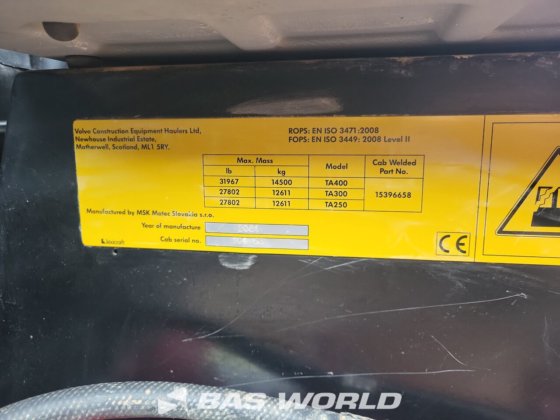 Volvo Construction Equipment Haulers Ltd,
Newhouse Industrial Estate,
Motherwell, Scotland, ML1 5RY.
ROPS: EN ISO 3471:2008
FOPS: EN ISO 3449: 2008 Level II
Max. Mass Model Cab Welded Part No.
lb kg
31967 14500 TA400 15396658
27802 12611 TA300
27802 12611 TA250
Manufactured by MSK Matec Slovakia s.r.o.
Year of manufacture
Cab serial no.
CE
BAS WORLD